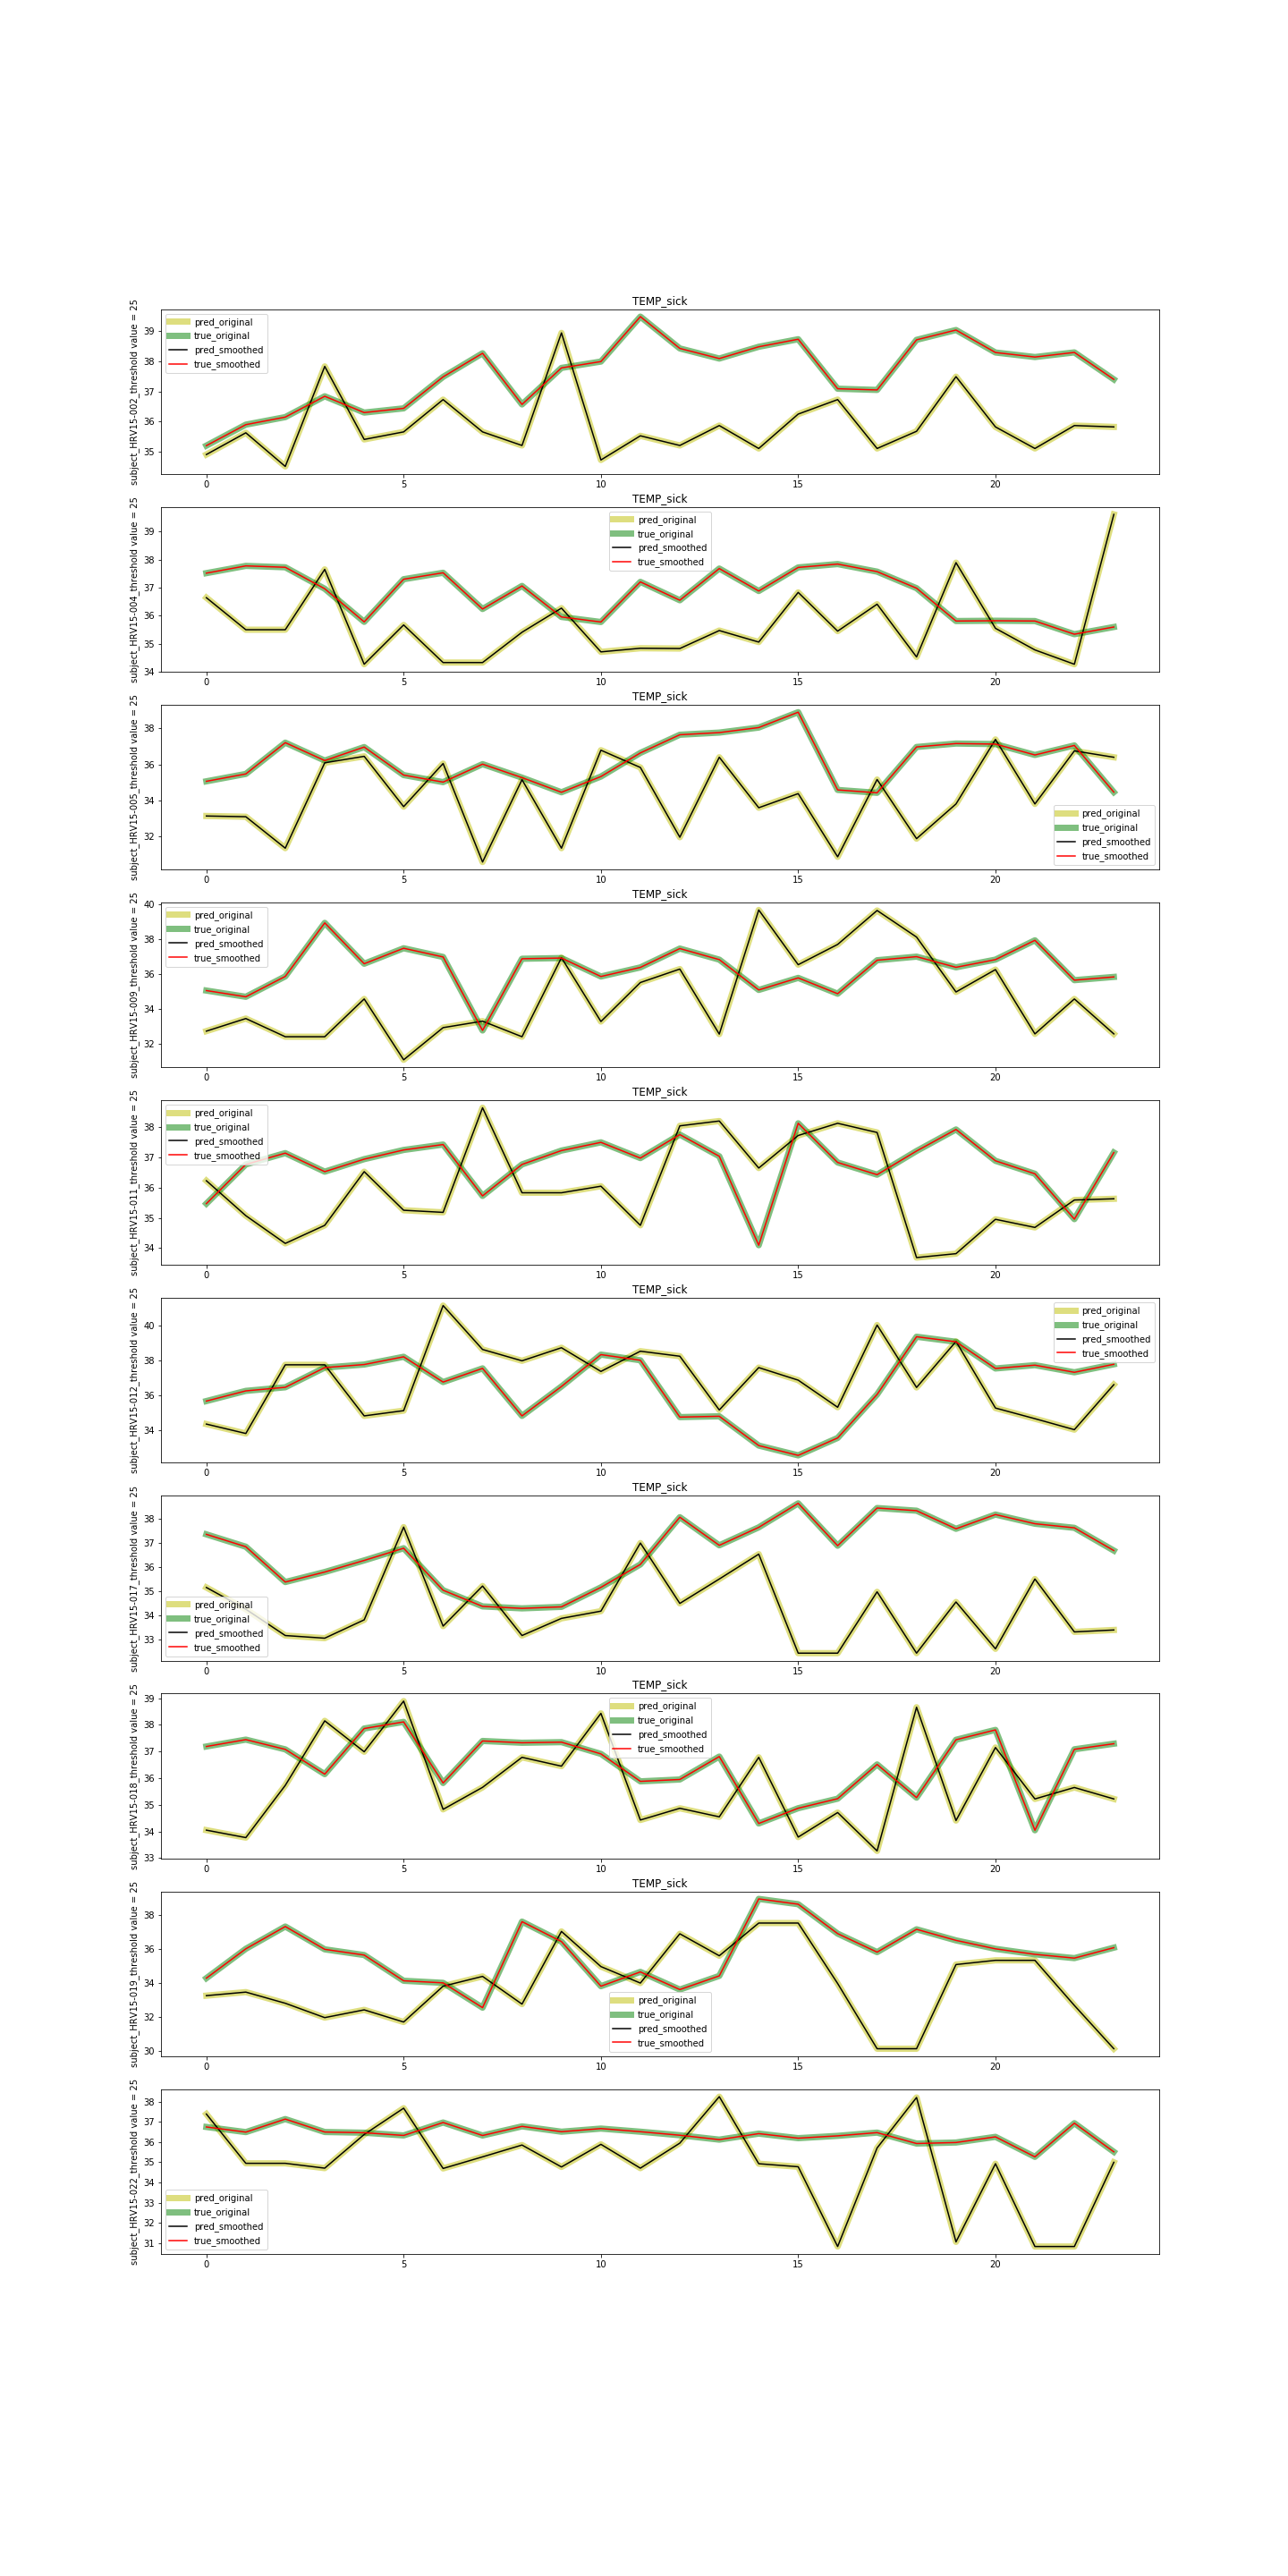 TEMP_sick
subject_HRV15-002_threshold value = 25
39
38
37
36
35
pred_original
true_original
pred_smoothed
true_smoothed
0 5 10 15 20
TEMP_sick
subject_HRV15-004_threshold value = 25
39
38
37
36
35
34
pred_original
true_original
pred_smoothed
true_smoothed
0 5 10 15 20
TEMP_sick
subject_HRV15-005_threshold value = 25
38
36
34
32
pred_original
true_original
pred_smoothed
true_smoothed
0 5 10 15 20
TEMP_sick
subject_HRV15-009_threshold value = 25
40
38
36
34
32
pred_original
true_original
pred_smoothed
true_smoothed
0 5 10 15 20
TEMP_sick
subject_HRV15-011_threshold value = 25
38
37
36
35
34
pred_original
true_original
pred_smoothed
true_smoothed
0 5 10 15 20
TEMP_sick
subject_HRV15-012_threshold value = 25
40
38
36
34
pred_original
true_original
pred_smoothed
true_smoothed
0 5 10 15 20
TEMP_sick
subject_HRV15-017_threshold value = 25
38
37
36
35
34
33
pred_original
true_original
pred_smoothed
true_smoothed
0 5 10 15 20
TEMP_sick
subject_HRV15-018_threshold value = 25
39
38
37
36
35
34
33
pred_original
true_original
pred_smoothed
true_smoothed
0 5 10 15 20
TEMP_sick
subject_HRV15-019_threshold value = 25
38
36
34
32
30
pred_original
true_original
pred_smoothed
true_smoothed
0 5 10 15 20
subject_HRV15-022_threshold value = 25
38
37
36
35
34
33
32
31
pred_original
true_original
pred_smoothed
true_smoothed
0 5 10 15 20